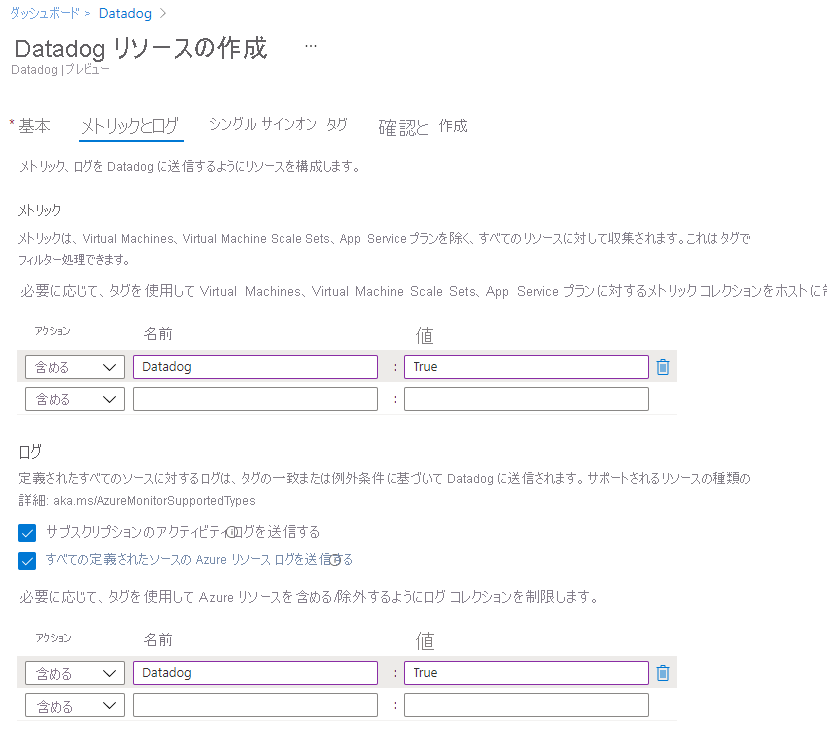 ダッシュボード > Datadog >
Datadog リソースの作成 …
Datadog |プレビュー
* 基本 メトリックとログ シングル サインオン タグ 確認と 作成
メトリック、ログを Datadog に送信するようにリソースを構成します。
メトリック
メトリックは、Virtual Machines、Virtual Machine Scale Sets、App Service プランを除く、すべてのリソースに対して収集されます。これは タグで
フィルター処理できます。
必要に応じて、タグを使用して Virtual Machines、Virtual Machine Scale Sets、App Service プランに対するメトリック コレクションをホストに
アクション 名前 値
含める Datadog : True
含める :
ログ
定義されたすべてのソースに対するログは、タグの一致または例外条件に基づいて Datadog に送信されます。サポートされるリソースの種類の
詳細: aka.ms/AzureMonitorSupportedTypes
サブスクリプションのアクティビティ ログを送信する
すべての定義されたソースの Azure リソース ログを送信する
必要に応じて、タグを使用して Azure リソースを含める/除外するようにログ コレクションを制限します。
アクション 名前 値
含める Datadog : True
含める :